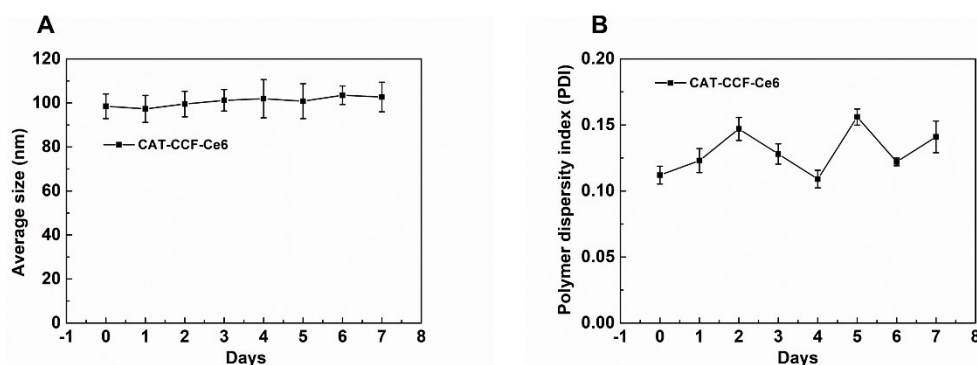 A
120
100
80
60
40
20
0
Average size (nm)
CAT-CCF-Ce6
-1 0 1 2 3 4 5 6 7 8
Days
B
0.20
0.15
0.10
0.05
0.00
Polymer dispersity index (PDI)
CAT-CCF-Ce6
-1 0 1 2 3 4 5 6 7 8
Days